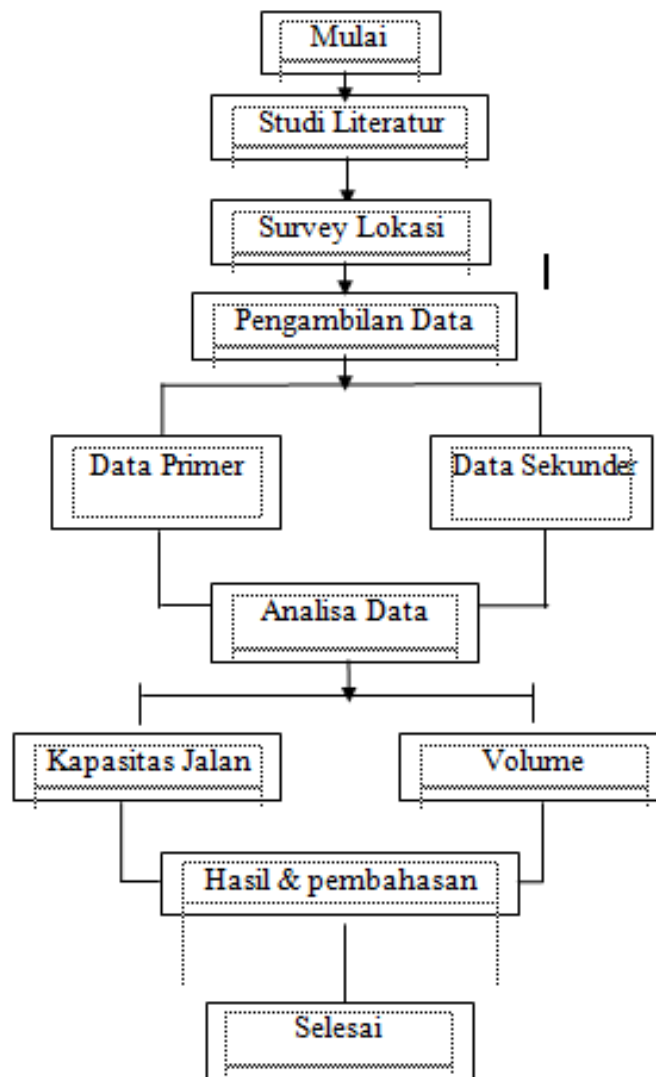 Mulai
Studi Literatur
Survey Lokasi
Pengambilan Data
Data Primer
Data Sekunder
Analisa Data
Kapasitas Jalan
Volume
Hasil & pembahasan
Selesai